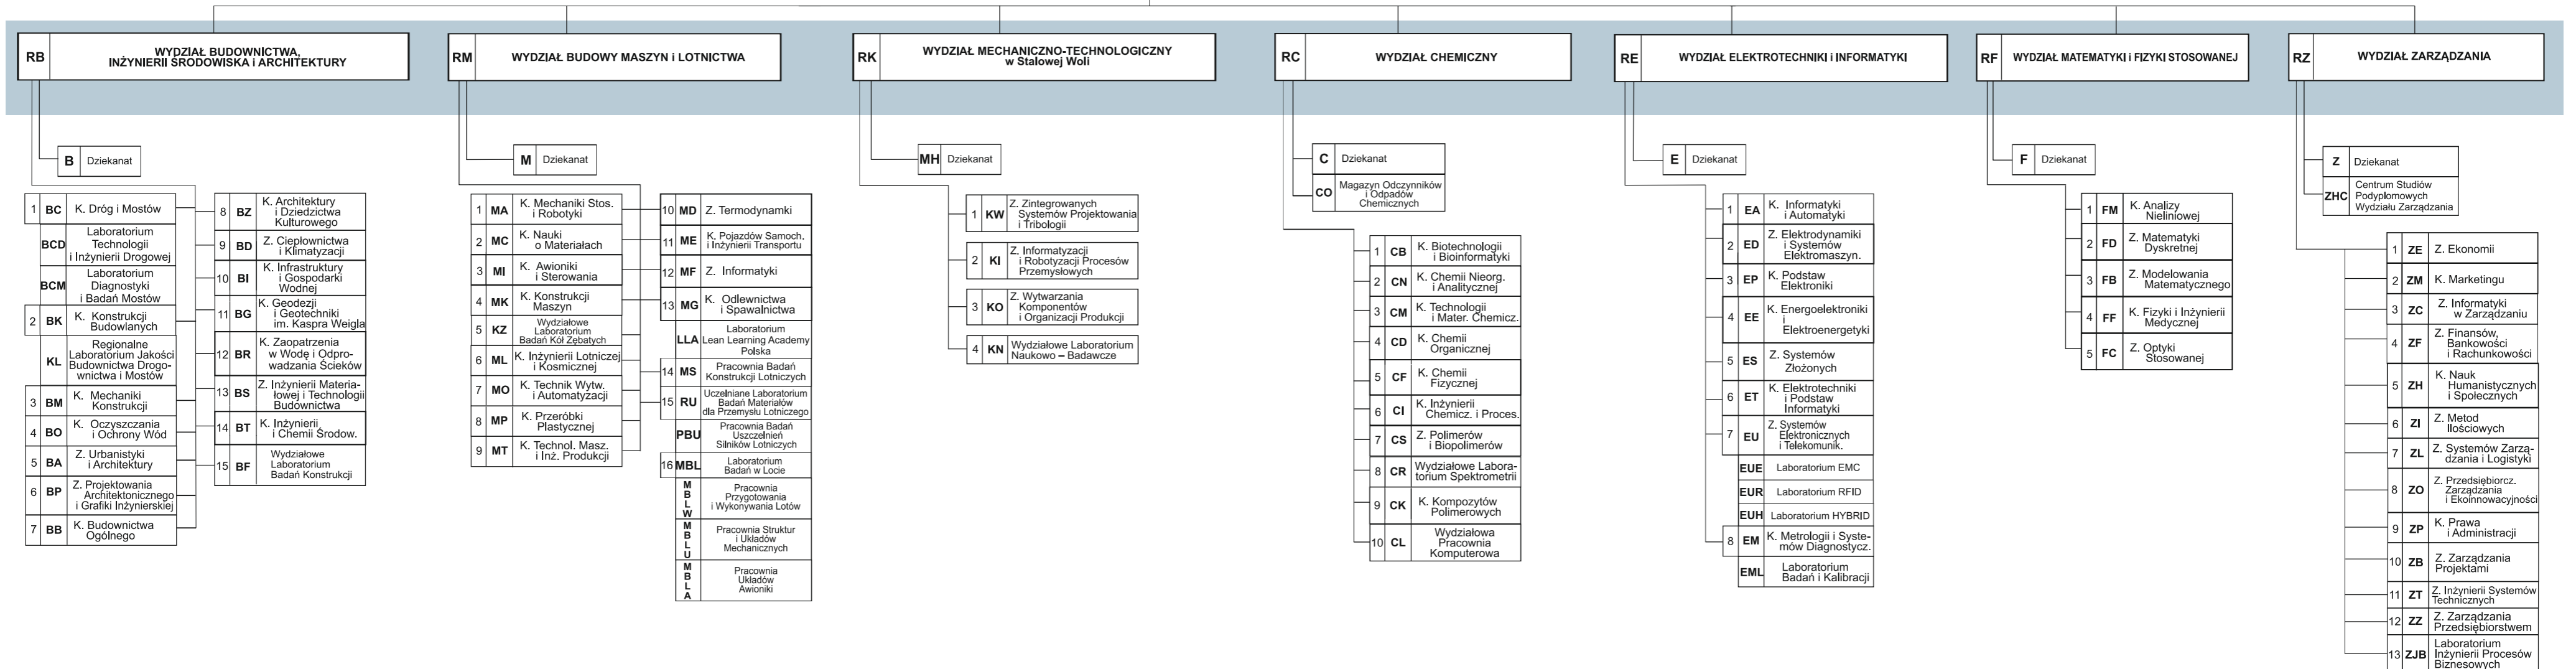 RB
WYDZIAŁ BUDOWNICTWA,
INŻYNIERII ŚRODOWISKA i ARCHITEKTURY
B Dziekanat
1 BC K. Dróg i Mostów
BCD Laboratorium
Technologii
i Inżynierii Drogowej
BCM Laboratorium
Diagnostyki
i Badań Mostów
2 BK K. Konstrukcji
Budowlanych
KL Regionalne
Laboratorium Jakości
Budownictwa Drogo-
wnictwa i Mostów
3 BM K. Mechaniki
Konstrukcji
4 BO K. Oczyszczania
i Ochrony Wód
5 BA Z. Urbanistyki
i Architektury
6 BP Z. Projektowania
Architektonicznego
i Grafiki Inżynierskiej
7 BB K. Budownictwa
Ogólnego
8 BZ K. Architektury
i Dziedzictwa
Kulturowego
9 BD Z. Ciepłownictwa
i Klimatyzacji
10 BI K. Infrastruktury
i Gospodarki
Wodnej
11 BG K. Geodezji
i Geotechniki
im. Kaspra Weigla
12 BR K. Zaopatrzenia
w Wodę i Odpro-
wadzania Ścieków
13 BS Z. Inżynierii Materia-
łowej i Technologii
Budownictwa
14 BT K. Inżynierii
i Chemii Środow.
15 BF Wydziałowe
Laboratorium
Badań Konstrukcji
RM WYDZIAŁ BUDOWY MASZYN i LOTNICTWA
M Dziekanat
1 MA K. Mechaniki Stos.
i Robotyki
2 MC K. Nauki
o Materiałach
3 MI K. Awioniki
i Sterowania
4 MK K. Konstrukcji
Maszyn
5 KZ Wydziałowe
Laboratorium
Badań Kół Zębatych
6 ML K. Inżynierii Lotniczej
i Kosmicznej
7 MO K. Technik Wytw.
i Automatyzacji
8 MP K. Przeróbki
Plastycznej
9 MT K. Technol. Masz.
i Inż. Produkcji
10 MD Z. Termodynamki
11 ME K. Pojazdów Samoch.
i Inżynierii Transportu
12 MF Z. Informatyki
13 MG K. Odlewnictwa
i Spawalnictwa
LLA Laboratorium
Lean Learning Academy
Polska
14 MS Pracownia Badań
Konstrukcji Lotniczych
15 RU Uczelniane Laboratorium
Badań Materiałów
dla Przemysłu Lotniczego
PBU Pracownia Badań
Uszczelnień
Silników Lotniczych
16 MBL Laboratorium
Badań w Locie
MBLW Pracownia
Przygotowania
i Wykonywania Lotów
MBLU Pracownia Struktur
i Układów
Mechanicznych
MBLA Pracownia
Układów
Awioniki
RK WYDZIAŁ MECHANICZNO-TECHNOLOGICZNY
w Stalowej Woli
MH Dziekanat
1 KW Z. Zintegrowanych
Systemów Projektowania
i Tribologii
2 KI Z. Informatyzacji
i Robotyzacji Procesów
Przemysłowych
3 KO Z. Wytwarzania
Komponentów
i Organizacji Produkcji
4 KN Wydziałowe Laboratorium
Naukowo – Badawcze
RC WYDZIAŁ CHEMICZNY
C Dziekanat
CO Magazyn Odczynników
i Odpadów
Chemicznych
1 CB K. Biotechnologii
i Bioinformatyki
2 CN K. Chemii Nieorg.
i Analitycznej
3 CM K. Technologii
i Mater. Chemicz.
4 CD K. Chemii
Organicznej
5 CF K. Chemii
Fizycznej
6 CI K. Inżynierii
Chemicz. i Proces.
7 CS Z. Polimerów
i Biopolimerów
8 CR Wydziałowe Labora-
torium Spektrometrii
9 CK K. Kompozytów
Polimerowych
10 CL Wydziałowa
Pracownia
Komputerowa
RE WYDZIAŁ ELEKTROTECHNIKI i INFORMATYKI
E Dziekanat
1 EA K. Informatyki
i Automatyki
2 ED Z. Elektrodynamiki
i Systemów
Elektromaszyn.
3 EP K. Podstaw
Elektroniki
4 EE K. Energoelektroniki
i
Elektroenergetyki
5 ES Z. Systemów
Złożonych
6 ET K. Elektrotechniki
i Podstaw
Informatyki
7 EU Z. Systemów
Elektronicznych
i Telekomunik.
EUE Laboratorium EMC
EUR Laboratorium RFID
EUH Laboratorium HYBRID
8 EM K. Metrologii i Syste-
mów Diagnostycz.
EML Laboratorium
Badań i Kalibracji
RF WYDZIAŁ MATEMATYKI i FIZYKI STOSOWANEJ
F Dziekanat
1 FM K. Analizy
Nieliniowej
2 FD Z. Matematyki
Dyskretnej
3 FB Z. Modelowania
Matematycznego
4 FF K. Fizyki i Inżynierii
Medycznej
5 FC Z. Optyki
Stosowanej
RZ WYDZIAŁ ZARZĄDZANIA
Z Dziekanat
ZHC Centrum Studiów
Podyplomowych
Wydziału Zarządzania
1 ZE Z. Ekonomii
2 ZM K. Marketingu
3 ZC Z. Informatyki
w Zarządzaniu
4 ZF Z. Finansów,
Bankowości
i Rachunkowości
5 ZH K. Nauk
Humanistycznych
i Społecznych
6 ZI Z. Metod
Ilościowych
7 ZL Z. Systemów Zarzą-
dzania i Logistyki
8 ZO Z. Przedsiębiorcz.
Zarządzania
i Ekoinnowacyjności
9 ZP K. Prawa
i Administracji
10 ZB Z. Zarządzania
Projektami
11 ZT Z. Inżynierii Systemów
Technicznych
12 ZZ Z. Zarządzania
Przedsiębiorstwem
13 ZJB Laboratorium
Inżynierii Procesów
Biznesowych